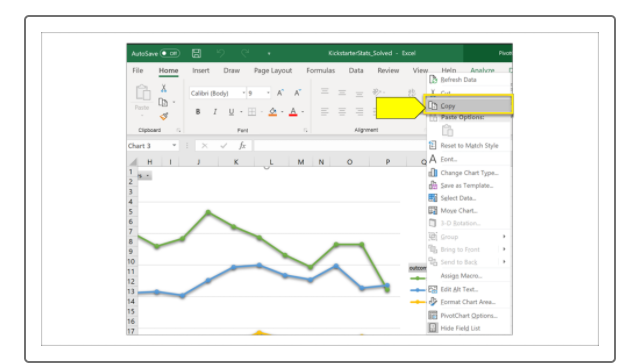 AutoSave Off KickstarterStats_Solved - Excel Pivot
File Home Insert Draw Page Layout Formulas Data Review View Help Analyze
Calibri (Body) 9 A A
Paste B I U A
Clipboard Font Alignment
Chart 3 fx
H I J K L M N O P Q
1
2
3
4
5
6
7
8
9
10
11
12
13
14
15
16
17
Refresh Data
Cut
Copy
Paste Options:
Reset to Match Style
Font...
Change Chart Type...
Save as Template...
Select Data...
Move Chart...
3-D Rotation...
Group
Bring to Front
Send to Back
Assign Macro...
Edit Alt Text...
Format Chart Area...
PivotChart Options...
Hide Field List